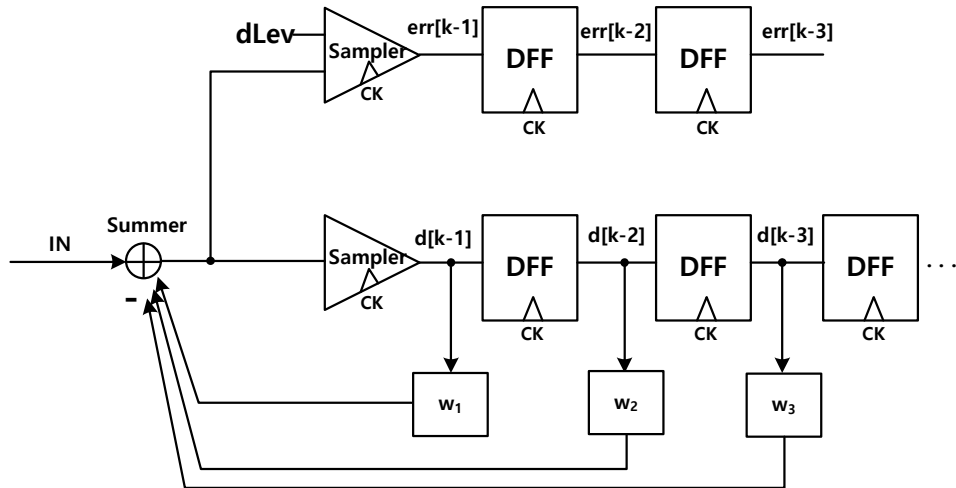 dLev
Sampler
CK
err[k-1]
DFF
CK
err[k-2]
DFF
CK
err[k-3]
IN
Summer
-
Sampler
CK
d[k-1]
DFF
CK
d[k-2]
DFF
CK
d[k-3]
DFF
CK
...
w1
w2
w3